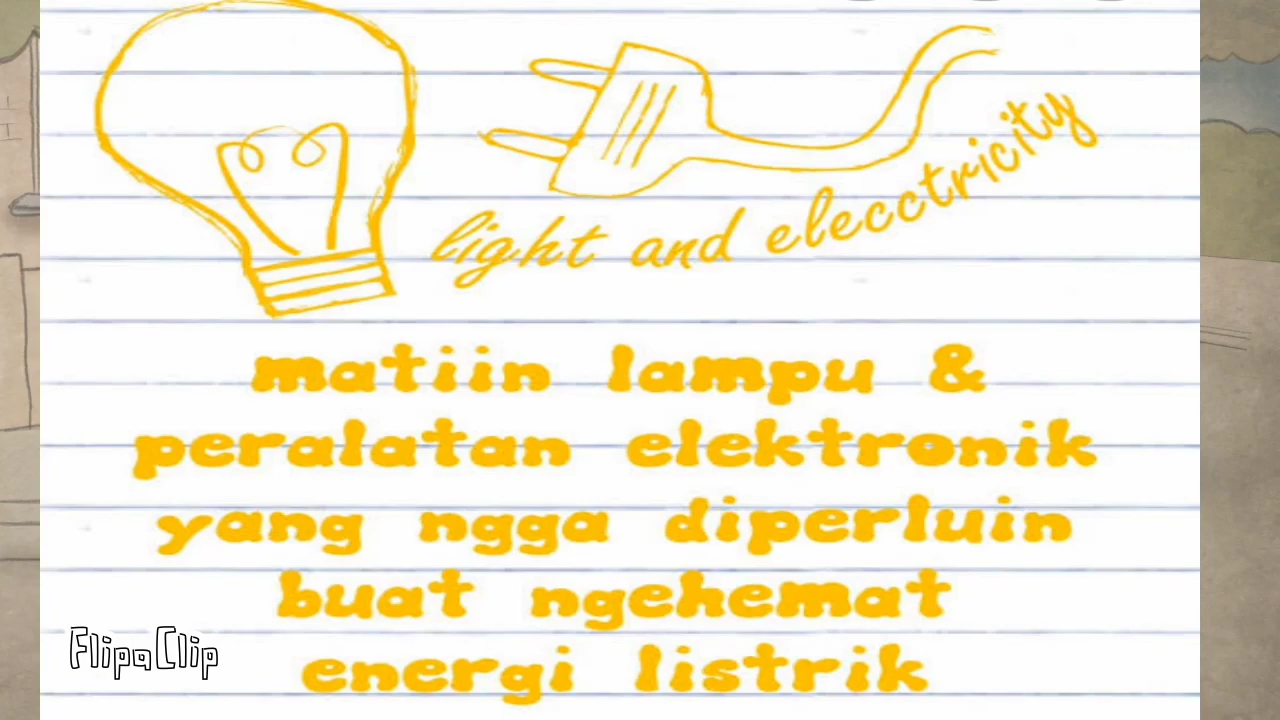 light and elecctricity
matiin lampu &
peralatan elektronik
yang ngga diperluin
buat ngehemat
energi listrik
FlipaClip